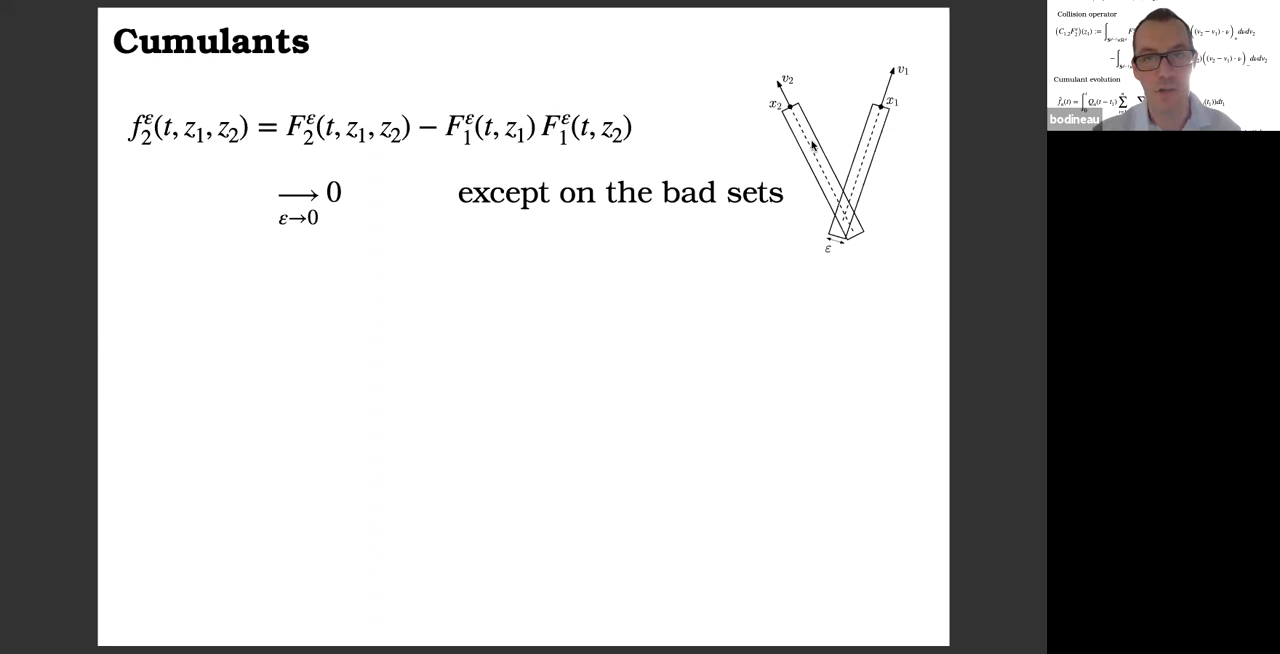 Cumulants
f₂^ε(t, z₁, z₂) = F₂^ε(t, z₁, z₂) − F₁^ε(t, z₁) F₁^ε(t, z₂)
⟶ 0 except on the bad sets
ε→0
v₂
v₁
x₂
x₁
ε
Collision operator
Cumulant evolution
bodineau